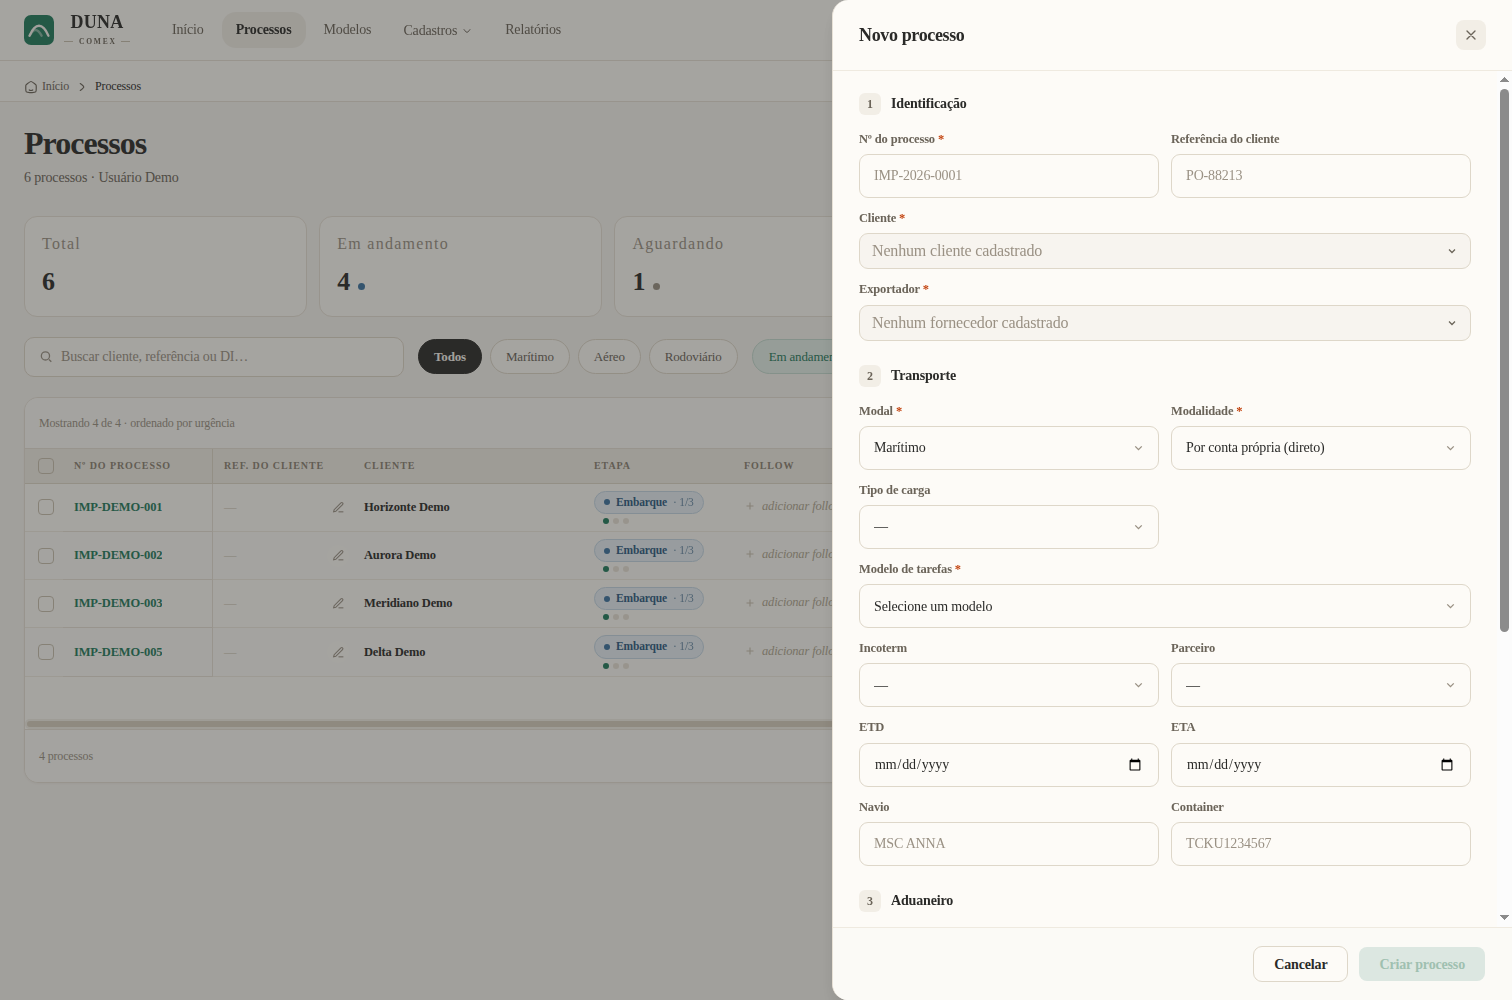 DUNA
COMEX
Início
Processos
Modelos
Cadastros
Relatórios
Início
Processos
Processos
6 processos · Usuário Demo
Total
6
Em andamento
4
Aguardando
1
Buscar cliente, referência ou DI…
Todos
Marítimo
Aéreo
Rodoviário
Mostrando 4 de 4 · ordenado por urgência
Nº DO PROCESSO
REF. DO CLIENTE
CLIENTE
ETAPA
FOLLOW
IMP-DEMO-001
—
Horizonte Demo
Embarque · 1/3
+ adicionar
IMP-DEMO-002
—
Aurora Demo
Embarque · 1/3
+ adicionar
IMP-DEMO-003
—
Meridiano Demo
Embarque · 1/3
+ adicionar
IMP-DEMO-005
—
Delta Demo
Embarque · 1/3
+ adicionar
4 processos
Novo processo
1 Identificação
Nº do processo *
Referência do cliente
IMP-2026-0001
PO-88213
Cliente *
Nenhum cliente cadastrado
Exportador *
Nenhum fornecedor cadastrado
2 Transporte
Modal *
Modalidade *
Marítimo
Por conta própria (direto)
Tipo de carga
—
Modelo de tarefas *
Selecione um modelo
Incoterm
Parceiro
—
—
ETD
ETA
mm/dd/yyyy
mm/dd/yyyy
Navio
Container
MSC ANNA
TCKU1234567
3 Aduaneiro
Cancelar
Criar processo